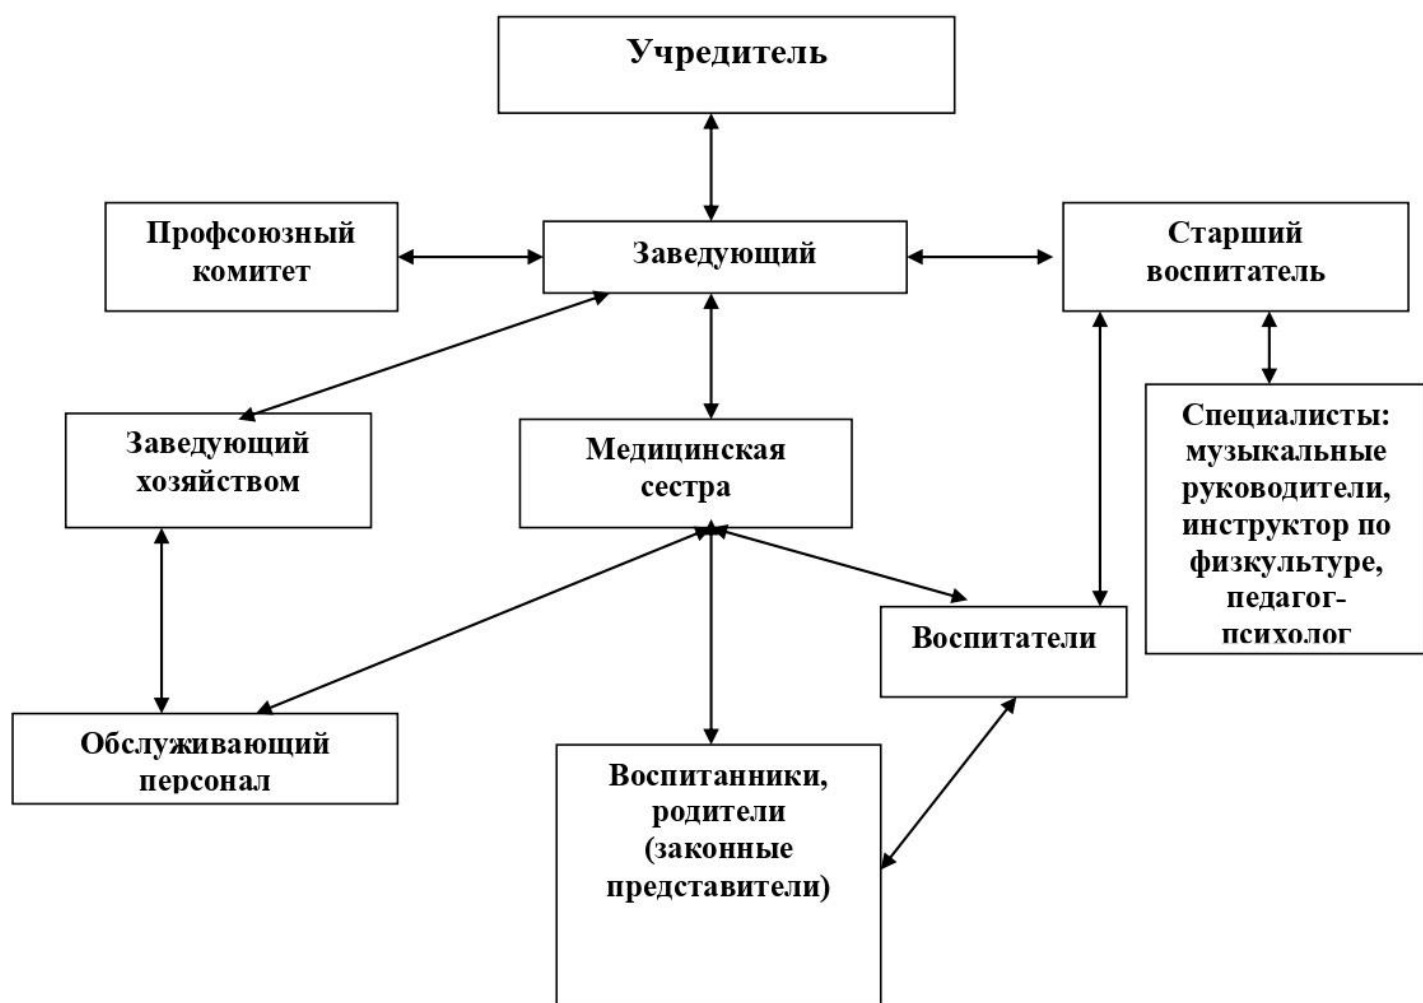 Учредитель
Профсоюзный
комитет
Заведующий
Старший
воспитатель
Заведующий
хозяйством
Медицинская
сестра
Специалисты:
музыкальные
руководители,
инструктор по
физкультуре,
педагог-
психолог
Воспитатели
Обслуживающий
персонал
Воспитанники,
родители
(законные
представители)